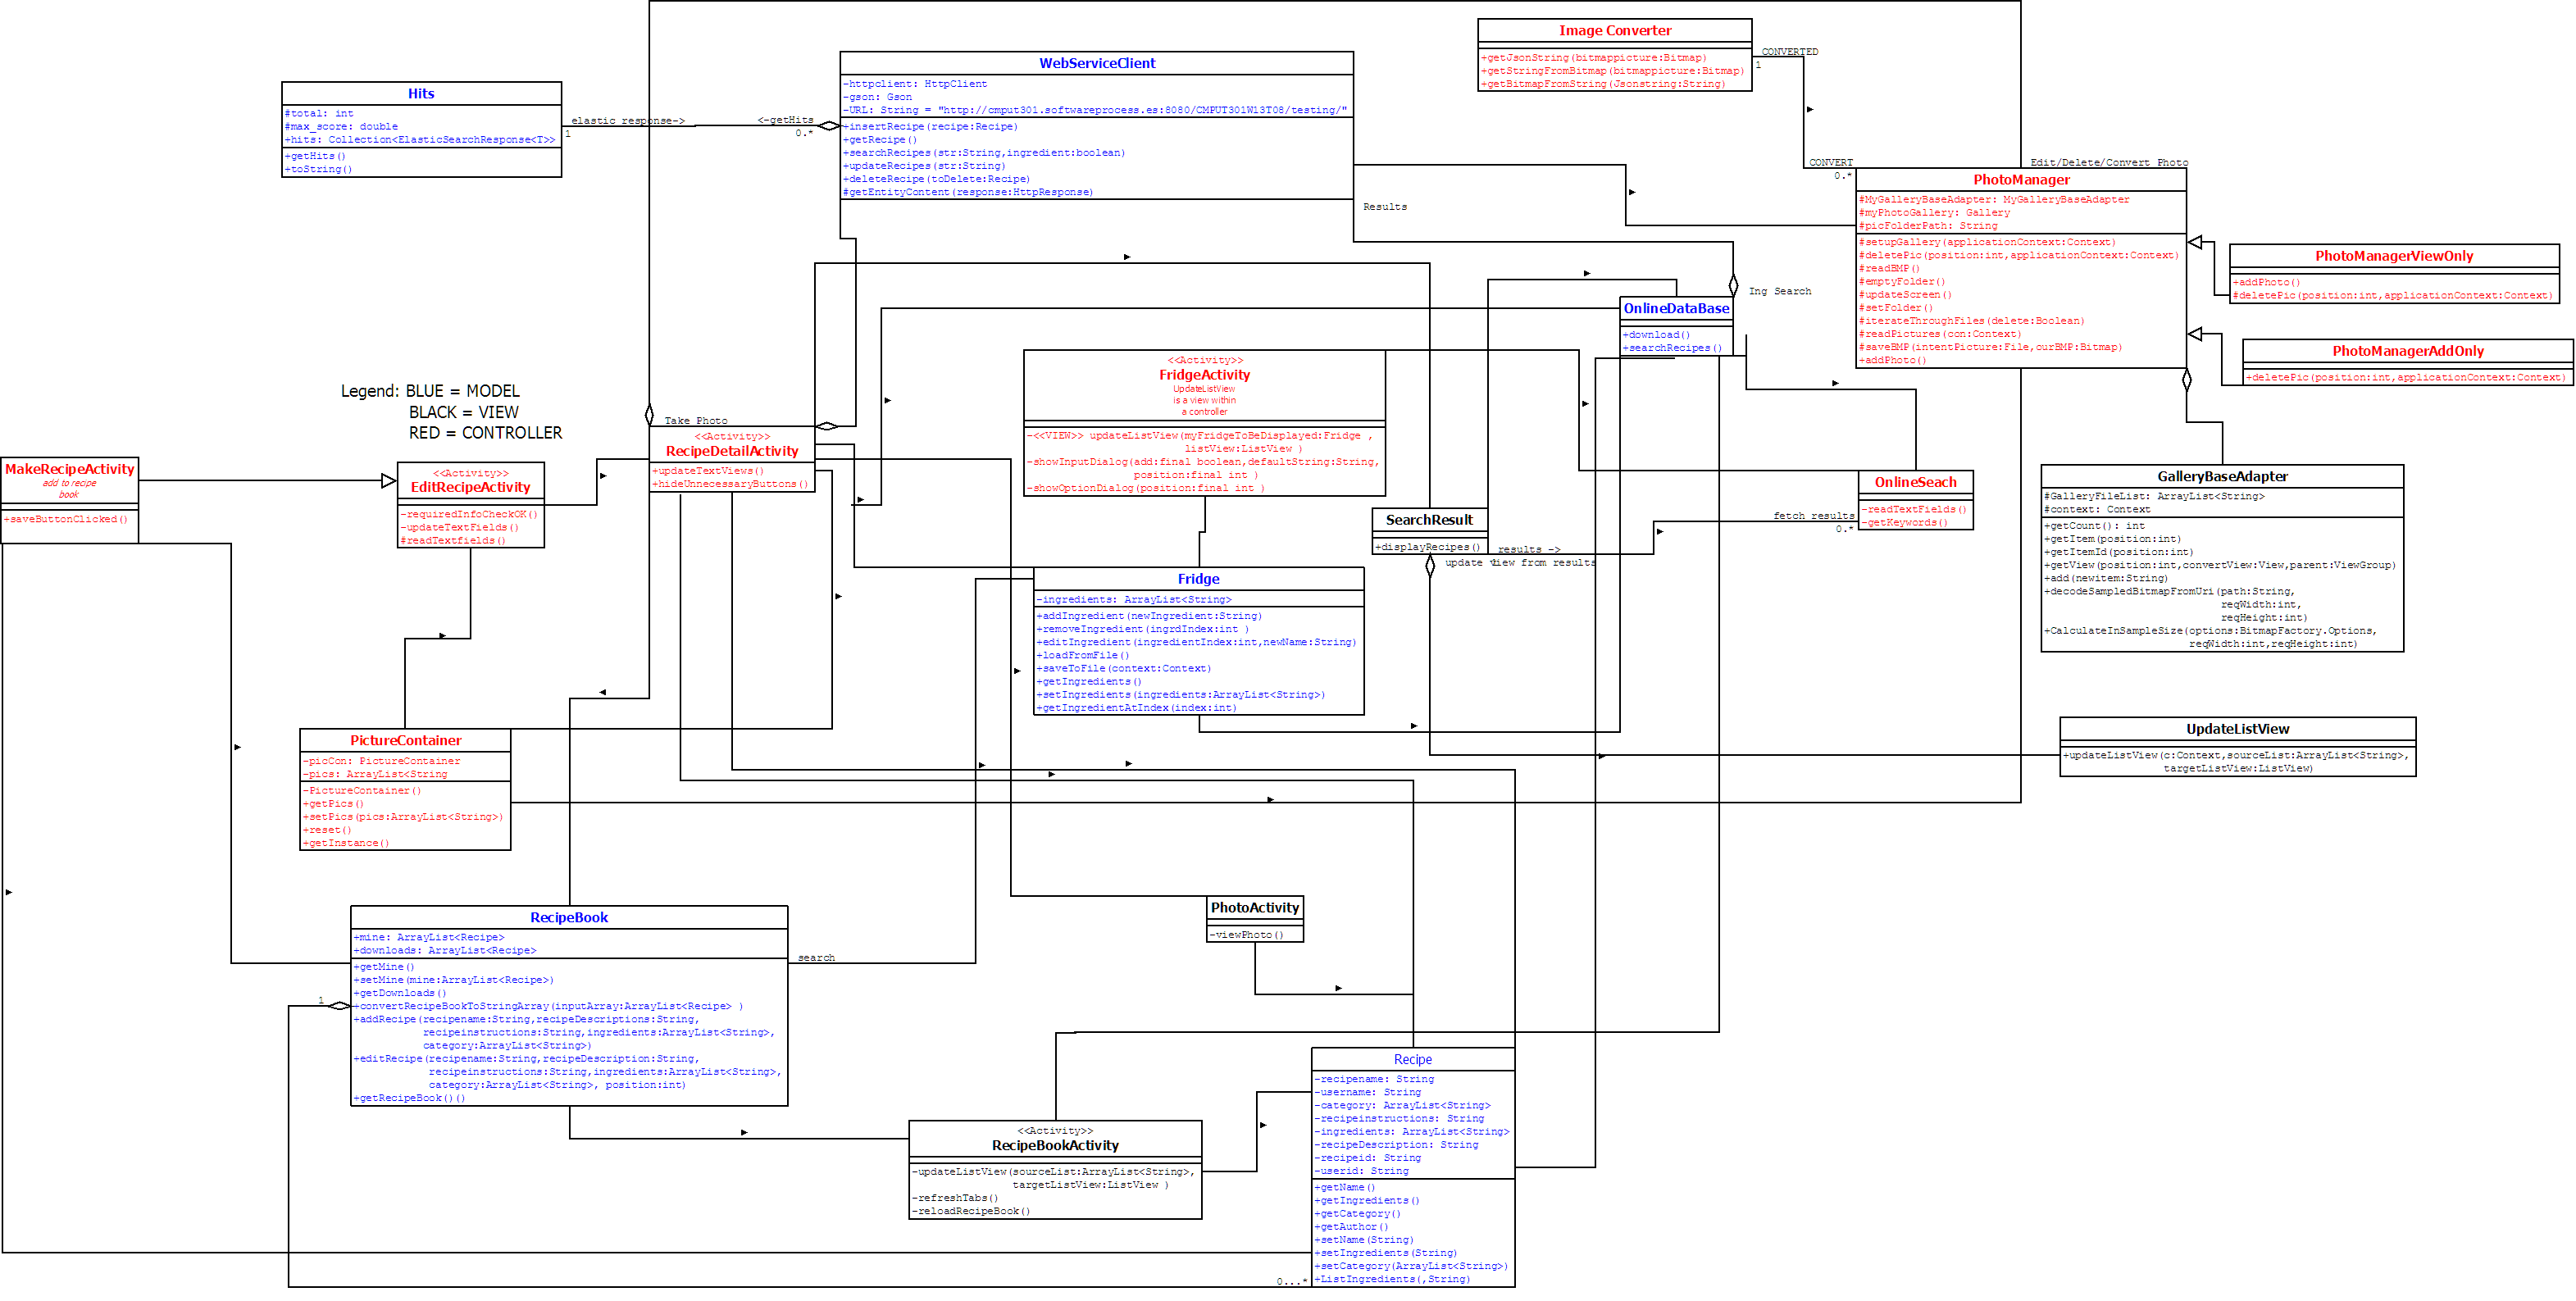 Image Converter
+getJsonString(bitmappicture:Bitmap)
+getStringFromBitmap(bitmappicture:Bitmap)
+getBitmapFromString(Jsonstring:String)
CONVERTED
1
WebServiceClient
-httpclient: HttpClient
-gson: Gson
-URL: String = "http://cmput301.softwareprocess.es:8080/CMPUT301W13T08/testing/"
+insertRecipe(recipe:Recipe)
+getRecipe()
+searchRecipes(str:String,ingredient:boolean)
+updateRecipes(str:String)
+deleteRecipe(toDelete:Recipe)
#getEntityContent(response:HttpResponse)
Hits
#total: int
#max_score: double
+hits: Collection<ElasticSearchResponse<T>>
+getHits()
+toString()
elastic response->
1
<-getHits
0.*
Results
CONVERT
0.*
Edit/Delete/Convert Photo
PhotoManager
#MyGalleryBaseAdapter: MyGalleryBaseAdapter
#myPhotoGallery: Gallery
#picFolderPath: String
#setupGallery(applicationContext:Context)
#deletePic(position:int,applicationContext:Context)
#readBMP()
#emptyFolder()
#updateScreen()
#setFolder()
#iterateThroughFiles(delete:Boolean)
#readPictures(con:Context)
#saveBMP(intentPicture:File,ourBMP:Bitmap)
+addPhoto()
PhotoManagerViewOnly
+addPhoto()
#deletePic(position:int,applicationContext:Context)
PhotoManagerAddOnly
+deletePic(position:int,applicationContext:Context)
Ing Search
OnlineDataBase
+download()
+searchRecipes()
<<Activity>>
FridgeActivity
UpdateListView
is a view within
a controller
-<<VIEW>> updateListView(myFridgeToBeDisplayed:Fridge ,
listView:ListView )
-showInputDialog(add:final boolean,defaultString:String,
position:final int )
-showOptionDialog(position:final int )
Legend: BLUE = MODEL
BLACK = VIEW
RED = CONTROLLER
Take Photo
<<Activity>>
RecipeDetailActivity
+updateTextViews()
+hideUnnecessaryButtons()
MakeRecipeActivity
add to recipe
book
+saveButtonClicked()
<<Activity>>
EditRecipeActivity
-requiredInfoCheckOK()
-updateTextFields()
#readTextfields()
OnlineSeach
-readTextFields()
-getKeywords()
fetch results
0.*
SearchResult
+displayRecipes()
results ->
update view from results
GalleryBaseAdapter
#GalleryFileList: ArrayList<String>
#context: Context
+getCount(): int
+getItem(position:int)
+getItemId(position:int)
+getView(position:int,convertView:View,parent:ViewGroup)
+add(newitem:String)
+decodeSampledBitmapFromUri(path:String,
reqWidth:int,
reqHeight:int)
+CalculateInSampleSize(options:BitmapFactory.Options,
reqWidth:int,reqHeight:int)
Fridge
-ingredients: ArrayList<String>
+addIngredient(newIngredient:String)
+removeIngredient(ingrdIndex:int )
+editIngredient(ingredientIndex:int,newName:String)
+loadFromFile()
+saveToFile(context:Context)
+getIngredients()
+setIngredients(ingredients:ArrayList<String>)
+getIngredientAtIndex(index:int)
UpdateListView
+updateListView(c:Context,sourceList:ArrayList<String>,
targetListView:ListView)
PictureContainer
-picCon: PictureContainer
-pics: ArrayList<String
-PictureContainer()
+getPics()
+setPics(pics:ArrayList<String>)
+reset()
+getInstance()
PhotoActivity
-viewPhoto()
RecipeBook
+mine: ArrayList<Recipe>
+downloads: ArrayList<Recipe>
+getMine()
+setMine(mine:ArrayList<Recipe>)
+getDownloads()
+convertRecipeBookToStringArray(inputArray:ArrayList<Recipe> )
+addRecipe(recipename:String,recipeDescriptions:String,
recipeinstructions:String,ingredients:ArrayList<String>,
category:ArrayList<String>)
+editRecipe(recipename:String,recipeDescription:String,
recipeinstructions:String,ingredients:ArrayList<String>,
category:ArrayList<String>, position:int)
+getRecipeBook()()
search
1
<<Activity>>
RecipeBookActivity
-updateListView(sourceList:ArrayList<String>,
targetListView:ListView )
-refreshTabs()
-reloadRecipeBook()
Recipe
-recipename: String
-username: String
-category: ArrayList<String>
-recipeinstructions: String
-ingredients: ArrayList<String>
-recipeDescription: String
-recipeid: String
-userid: String
+getName()
+getIngredients()
+getCategory()
+getAuthor()
+setName(String)
+setIngredients(String)
+setCategory(ArrayList<String>)
+ListIngredients(,String)
0...*